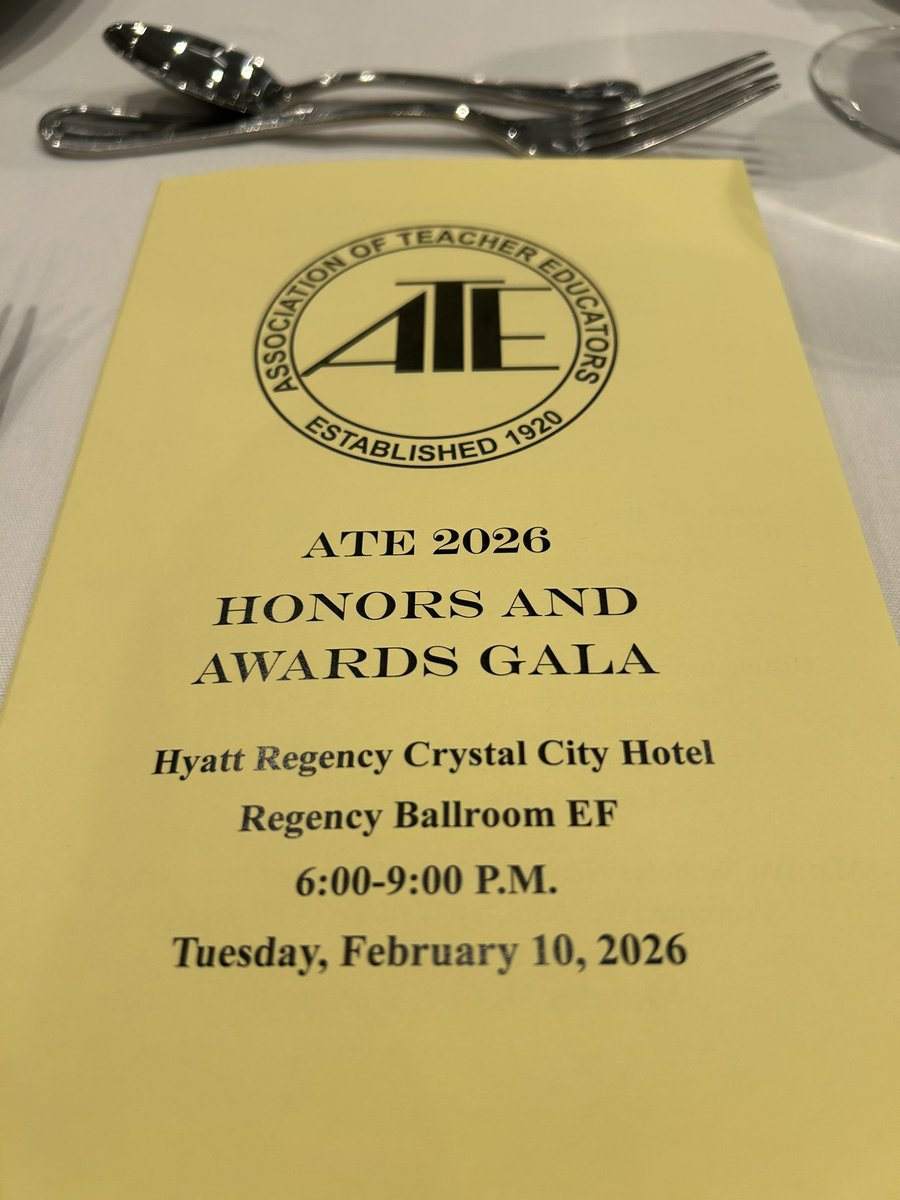 ASSOCIATION OF TEACHER EDUCATORS
ATE
ESTABLISHED 1920
ATE 2026
HONORS AND
AWARDS GALA
Hyatt Regency Crystal City Hotel
Regency Ballroom EF
6:00-9:00 P.M.
Tuesday, February 10, 2026